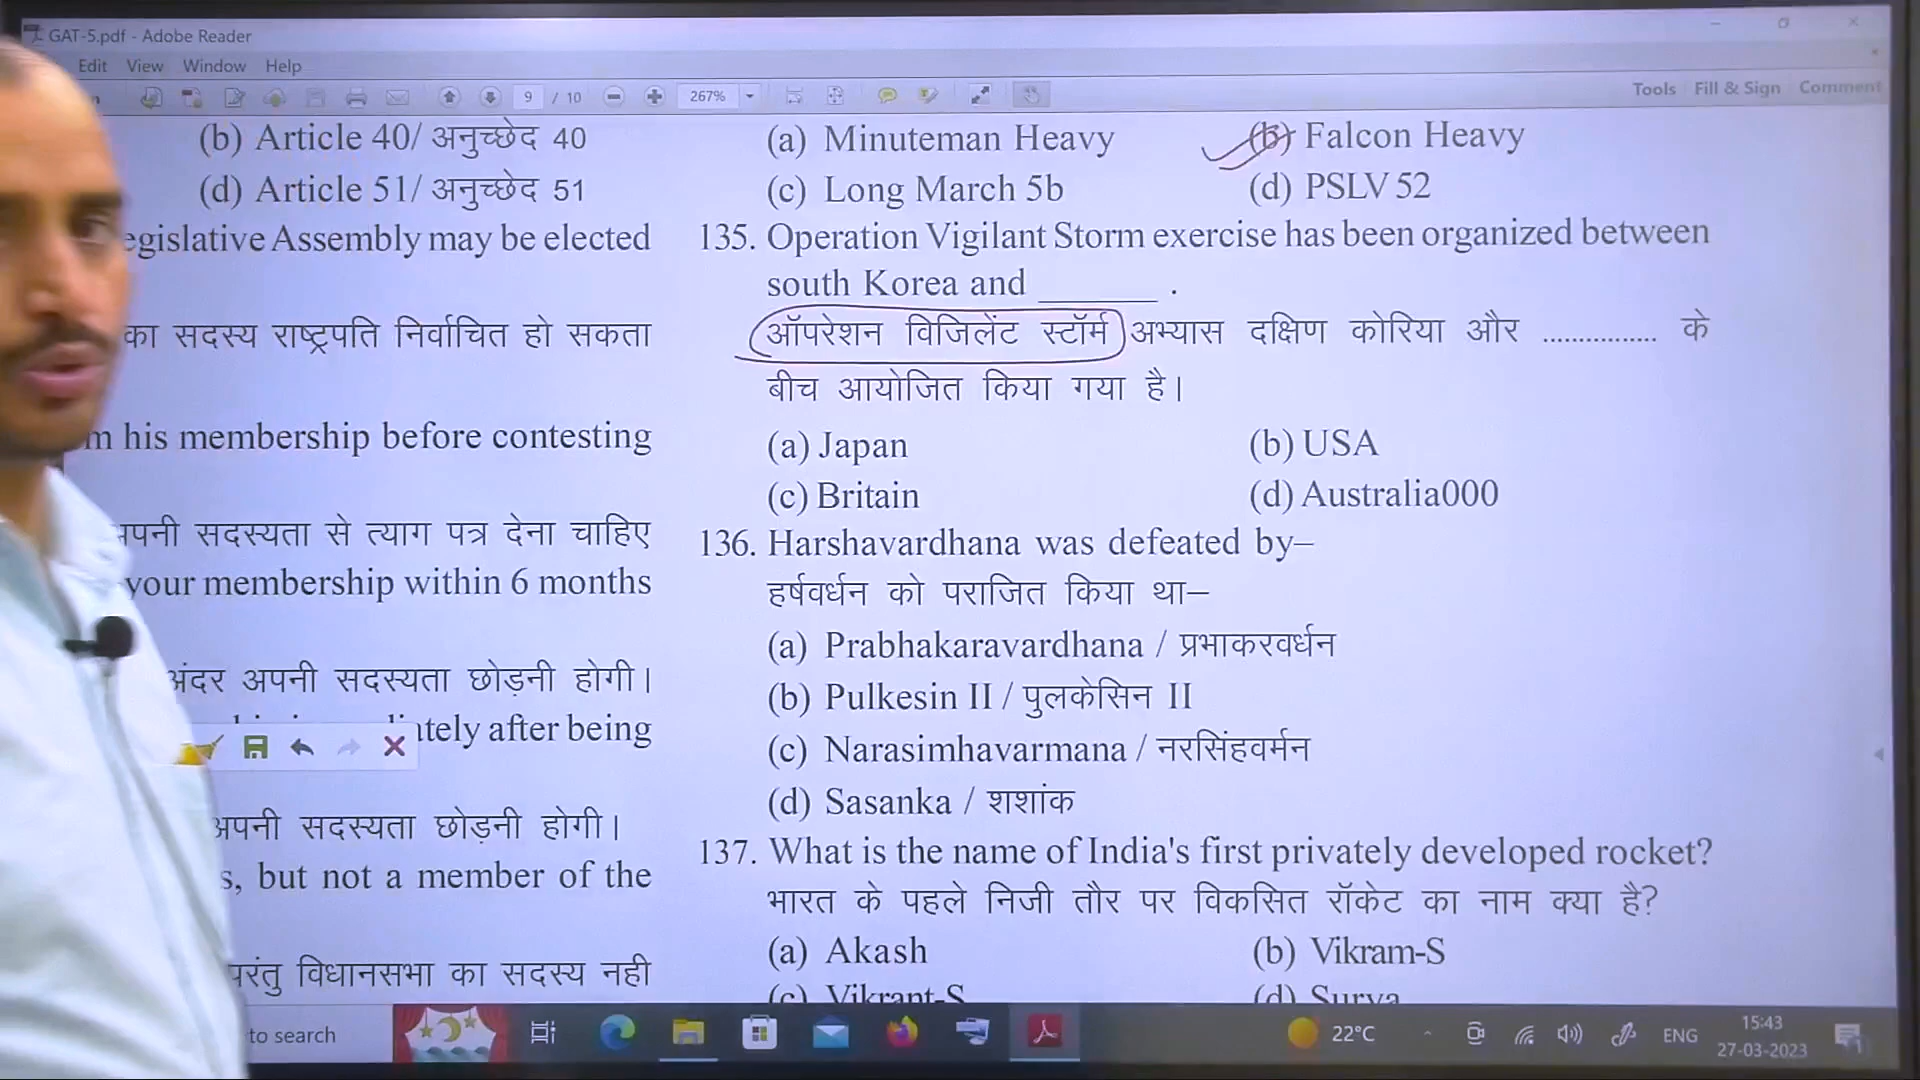 GAT-5.pdf - Adobe Reader
Edit View Window Help
9 / 10 267% Tools Fill & Sign Comment
(b) Article 40/ अनुच्छेद 40
(d) Article 51/ अनुच्छेद 51
egislative Assembly may be elected
का सदस्य राष्ट्रपति निर्वाचित हो सकता
m his membership before contesting
अपनी सदस्यता से त्याग पत्र देना चाहिए
your membership within 6 months
अंदर अपनी सदस्यता छोड़नी होगी।
ately after being
अपनी सदस्यता छोड़नी होगी।
s, but not a member of the
परंतु विधानसभा का सदस्य नही
(a) Minuteman Heavy (b) Falcon Heavy
(c) Long March 5b (d) PSLV 52
135. Operation Vigilant Storm exercise has been organized between
south Korea and ______ .
ऑपरेशन विजिलेंट स्टॉर्म अभ्यास दक्षिण कोरिया और ................ के
बीच आयोजित किया गया है।
(a) Japan (b) USA
(c) Britain (d) Australia000
136. Harshavardhana was defeated by–
हर्षवर्धन को पराजित किया था–
(a) Prabhakaravardhana / प्रभाकरवर्धन
(b) Pulkesin II / पुलकेसिन II
(c) Narasimhavarmana / नरसिंहवर्मन
(d) Sasanka / शशांक
137. What is the name of India's first privately developed rocket?
भारत के पहले निजी तौर पर विकसित रॉकेट का नाम क्या है?
(a) Akash (b) Vikram-S
(c) Vikrant-S (d) Surya
to search 22°C ENG 15:43
27-03-2023